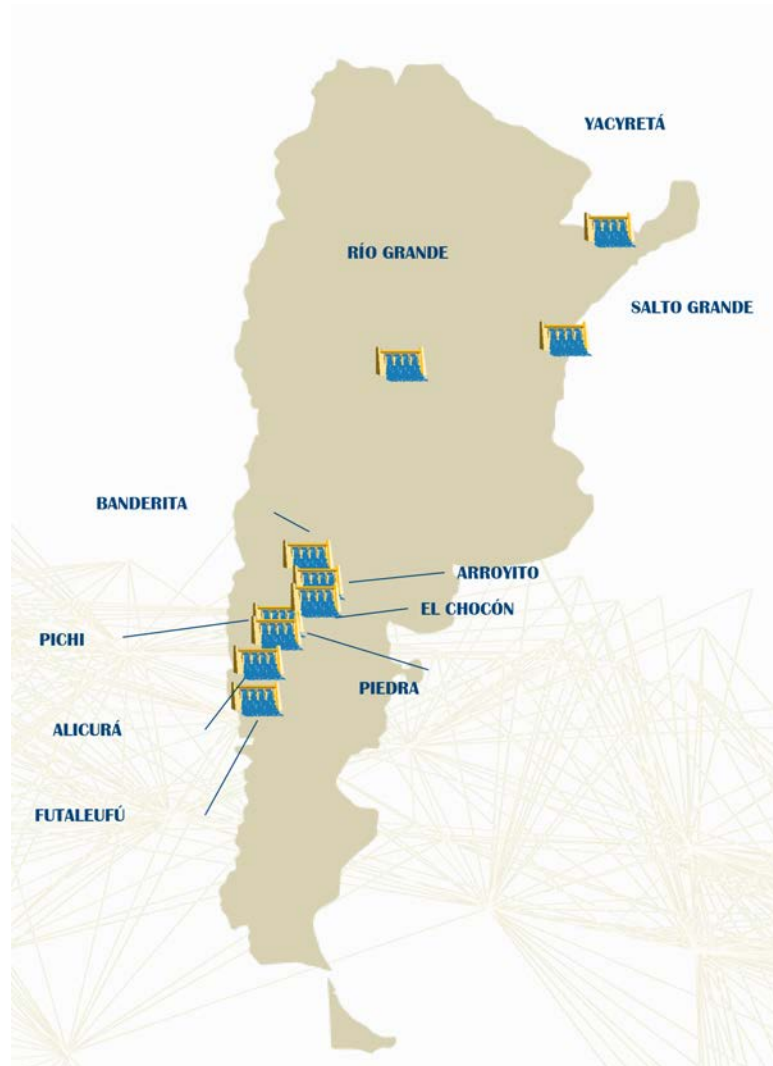 YACYRETÁ
RÍO GRANDE
SALTO GRANDE
BANDERITA
ARROYITO
EL CHOCÓN
PICHI
PIEDRA
ALICURÁ
FUTALEUFÚ